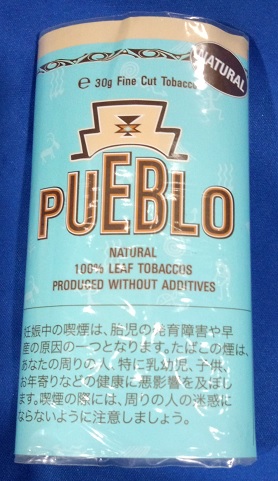 NATURAL
℮ 30g Fine Cut Tobacco
PUEBLO
NATURAL
100% LEAF TOBACCOS
PRODUCED WITHOUT ADDITIVES
妊娠中の喫煙は、胎児の発育障害や早
産の原因の一つとなります。たばこの煙は、
あなたの周りの人、特に乳幼児、子供、
お年寄りなどの健康に悪影響を及ぼし
ます。喫煙の際には、周りの人の迷惑に
ならないように注意しましょう。